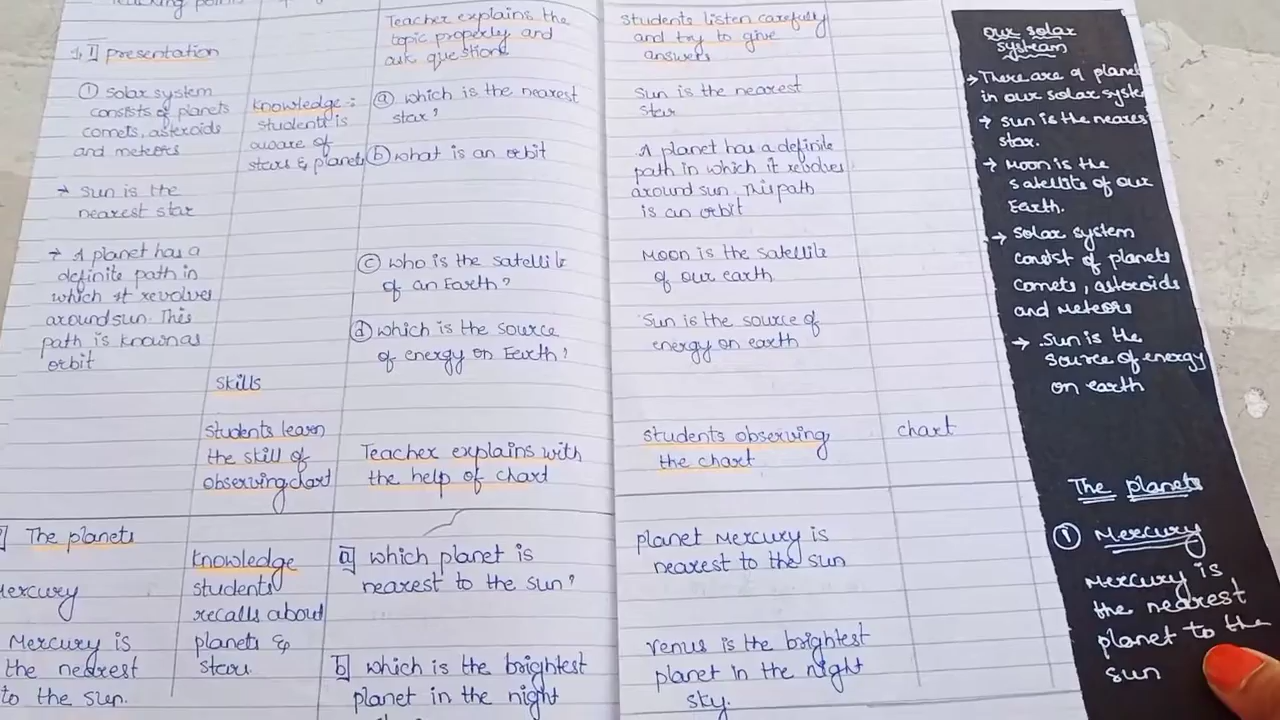 Teaching points
1) presentation
① solar system
consists of planets
comets, asteroids
and meteors
→ sun is the
nearest star
→ A planet has a
definite path in
which it revolves
around sun. This
path is known as
orbit
The planets
Mercury
Mercury is
the nearest
to the sun.
Knowledge :
students is
aware of
stars & planets
skills
students learn
the skill of
observing chart
Knowledge
students
recalls about
planets &
stars
Teacher explains the
topic properly and
ask questions
ⓐ which is the nearest
star?
ⓑ what is an orbit
ⓒ who is the satellite
of an Earth?
ⓓ which is the source
of energy on Earth?
Teacher explains with
the help of chart
a] which planet is
nearest to the sun?
b] which is the brightest
planet in the night
students listen carefully
and try to give
answers
sun is the nearest
star
A planet has a definite
path in which it revolves
around sun. This path
is an orbit
Moon is the satellite
of our earth
Sun is the source of
energy on earth
students observing
the chart
planet Mercury is
nearest to the sun
Venus is the brightest
planet in the night
sky.
chart
our solar
systeam
→ There are 9 planet
in our solar syste
→ sun is the neares
star.
→ Moon is the
satellite of our
Earth.
→ solar system
consist of planets
comets, asteroids
and Meteors
→ sun is the
source of energy
on earth
The planets
① Mercury
Mercury is
the nearest
planet to the
sun